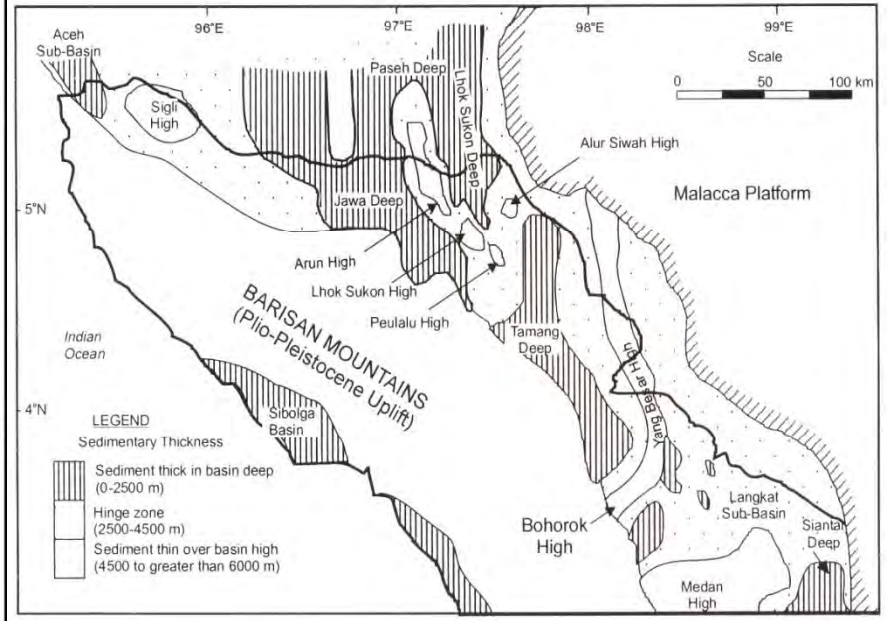 96°E
97°E
98°E
99°E
Aceh
Sub-Basin
Sigli
High
Paseh Deep
Lhok Sukon Deep
Scale
0 50 100 km
Alur Siwah High
Malacca Platform
5°N
Jawa Deep
Arun High
Lhok Sukon High
Peulalu High
BARISAN MOUNTAINS
(Plio-Pleistocene Uplift)
Tamang
Deep
Indian
Ocean
Yang Besar High
4°N
Sibolga
Basin
LEGEND
Sedimentary Thickness
Sediment thick in basin deep
(0-2500 m)
Hinge zone
(2500-4500 m)
Sediment thin over basin high
(4500 to greater than 6000 m)
Bohorok
High
Langkat
Sub-Basin
Siantar
Deep
Medan
High